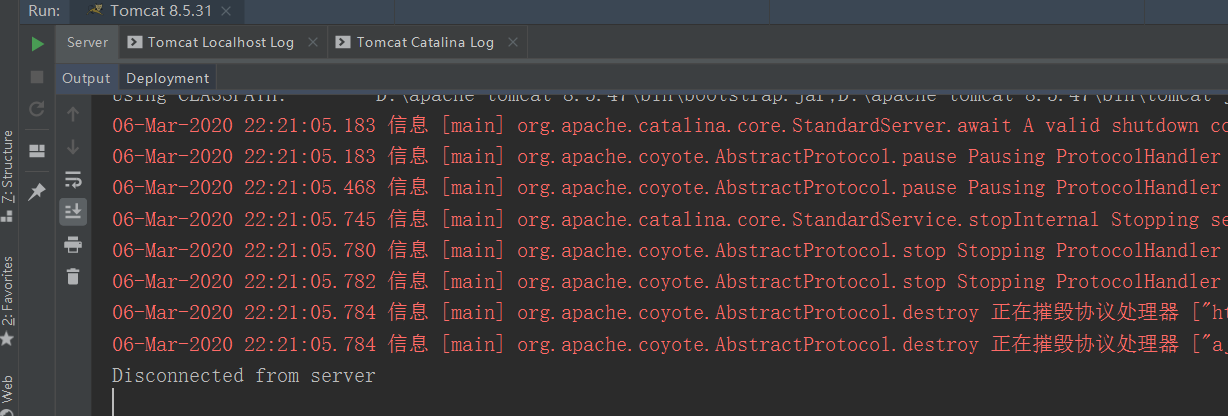 Run: Tomcat 8.5.31
Server Tomcat Localhost Log Tomcat Catalina Log
Output Deployment
Using CLASSPATH: D:\apache tomcat 8.5.47\bin\bootstrap.jar;D:\apache tomcat 8.5.47\bin\tomcat
06-Mar-2020 22:21:05.183 信息 [main] org.apache.catalina.core.StandardServer.await A valid shutdown co
06-Mar-2020 22:21:05.183 信息 [main] org.apache.coyote.AbstractProtocol.pause Pausing ProtocolHandler
06-Mar-2020 22:21:05.468 信息 [main] org.apache.coyote.AbstractProtocol.pause Pausing ProtocolHandler
06-Mar-2020 22:21:05.745 信息 [main] org.apache.catalina.core.StandardService.stopInternal Stopping se
06-Mar-2020 22:21:05.780 信息 [main] org.apache.coyote.AbstractProtocol.stop Stopping ProtocolHandler
06-Mar-2020 22:21:05.782 信息 [main] org.apache.coyote.AbstractProtocol.stop Stopping ProtocolHandler
06-Mar-2020 22:21:05.784 信息 [main] org.apache.coyote.AbstractProtocol.destroy 正在摧毁协议处理器 ["ht
06-Mar-2020 22:21:05.784 信息 [main] org.apache.coyote.AbstractProtocol.destroy 正在摧毁协议处理器 ["a
Disconnected from server
Z: Structure
2: Favorites
Web